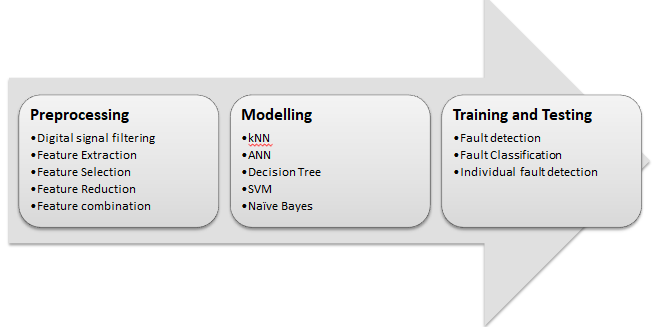 Preprocessing
•Digital signal filtering
•Feature Extraction
•Feature Selection
•Feature Reduction
•Feature combination
Modelling
•kNN
•ANN
•Decision Tree
•SVM
•Naïve Bayes
Training and Testing
•Fault detection
•Fault Classification
•Individual fault detection